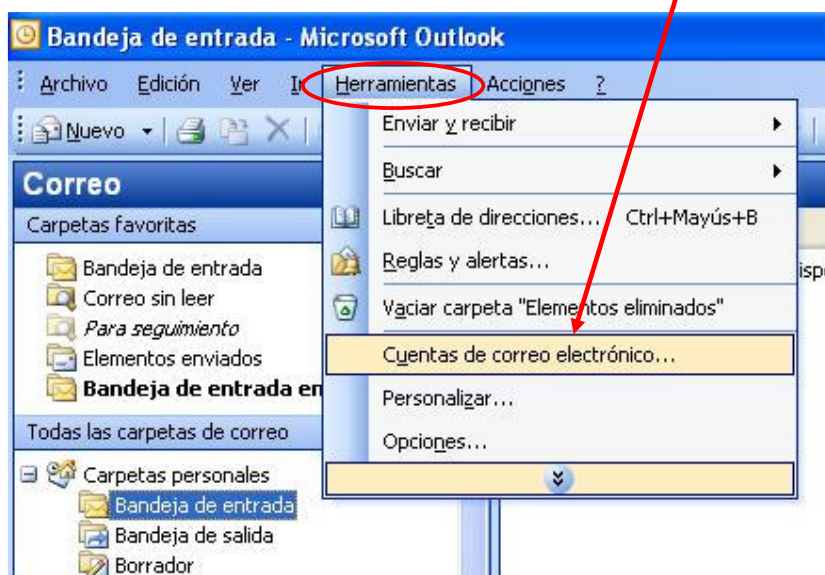 Bandeja de entrada - Microsoft Outlook
Archivo Edición Ver Ir Herramientas Acciones ?
Nuevo
Enviar y recibir
Buscar
Libreta de direcciones... Ctrl+Mayús+B
Reglas y alertas...
Vaciar carpeta "Elementos eliminados"
Cuentas de correo electrónico...
Personalizar...
Opciones...
Correo
Carpetas favoritas
Bandeja de entrada
Correo sin leer
Para seguimiento
Elementos enviados
Bandeja de entrada en
Todas las carpetas de correo
Carpetas personales
Bandeja de entrada
Bandeja de salida
Borrador